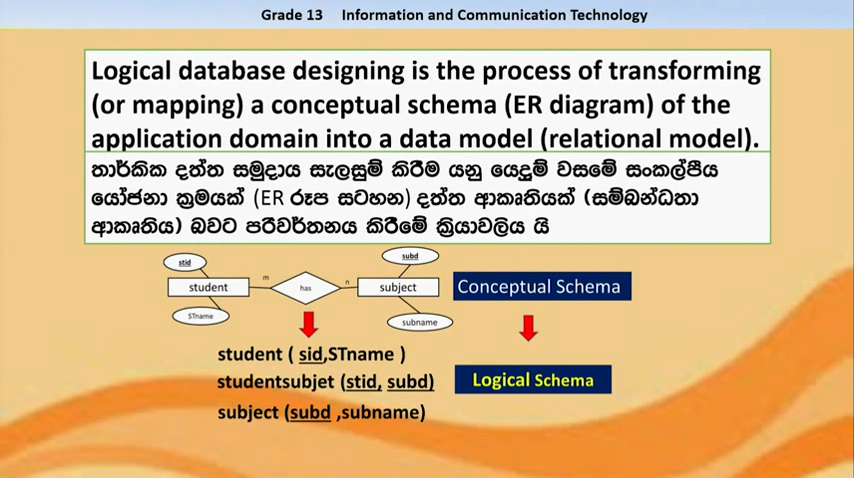 Grade 13 Information and Communication Technology
Logical database designing is the process of transforming
(or mapping) a conceptual schema (ER diagram) of the
application domain into a data model (relational model).
තාර්කික දත්ත සමුදාය සැලසුම් කිරීම යනු යෙදුම් වසමේ සංකල්පීය
යෝජනා ක්‍රමයක් (ER රූප සටහන) දත්ත ආකෘතියක් (සම්බන්ධතා
ආකෘතිය) බවට පරිවර්තනය කිරීමේ ක්‍රියාවලිය යි
stid
subd
student
m
has
n
subject
Conceptual Schema
STname
subname
student ( sid,STname )
studentsubjet (stid, subd)
Logical Schema
subject (subd ,subname)